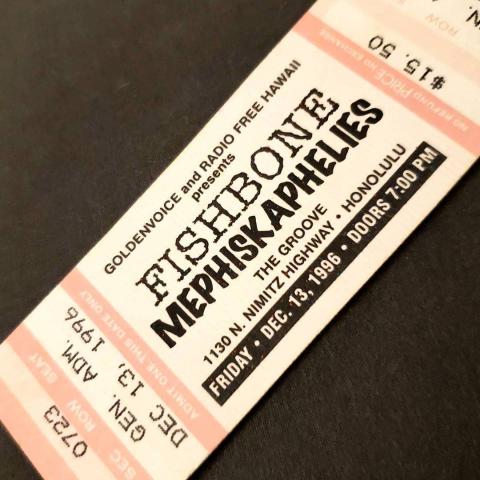 GOLDENVOICE and RADIO FREE HAWAII
presents
FISHBONE
MEPHISKAPHELIES
THE GROOVE
1130 N. NIMITZ HIGHWAY • HONOLULU
FRIDAY • DEC. 13, 1996 • DOORS 7:00 PM
ADMIT ONE THIS DATE ONLY
DEC 13, 1996
GEN. ADM.
SEC ROW SEAT
0723
ROW
$15.50
NO REFUND PRICE NO EXCHANGE